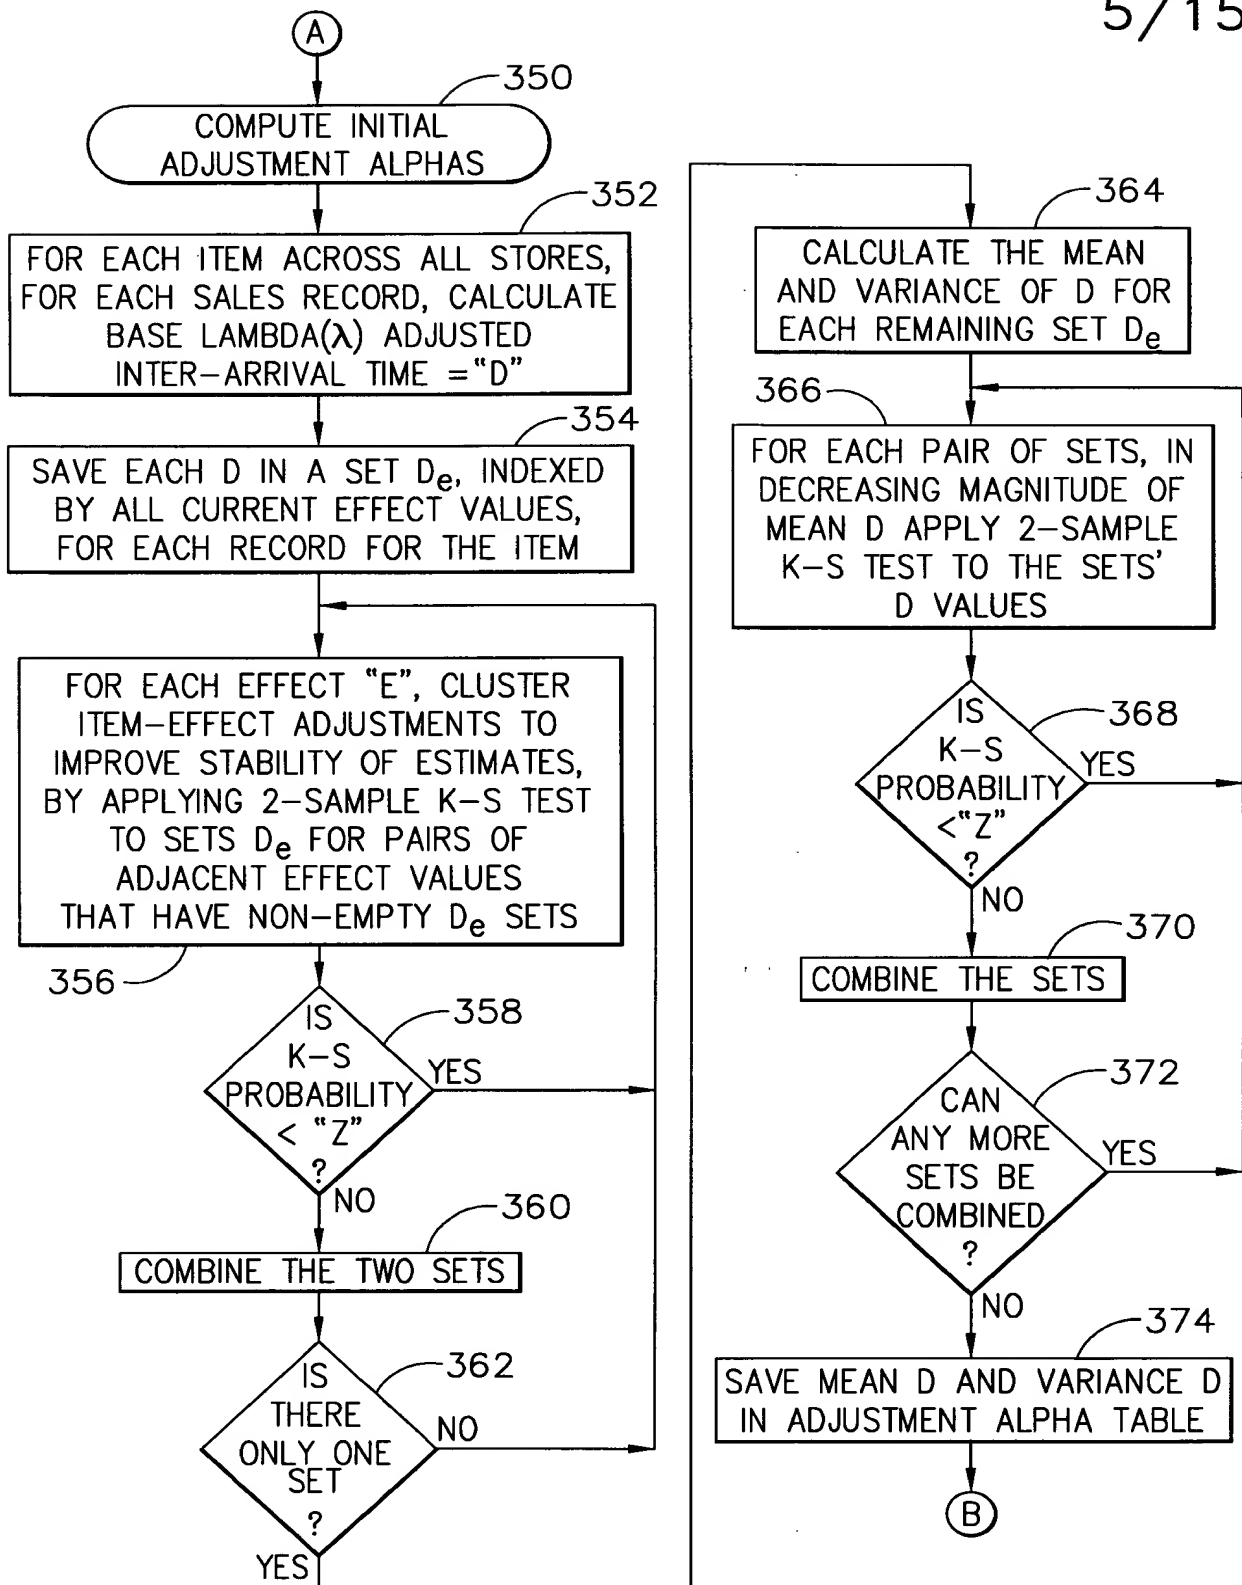 5/15
A
350
COMPUTE INITIAL
ADJUSTMENT ALPHAS
352
FOR EACH ITEM ACROSS ALL STORES,
FOR EACH SALES RECORD, CALCULATE
BASE LAMBDA(λ) ADJUSTED
INTER-ARRIVAL TIME ="D"
354
SAVE EACH D IN A SET De, INDEXED
BY ALL CURRENT EFFECT VALUES,
FOR EACH RECORD FOR THE ITEM
FOR EACH EFFECT "E", CLUSTER
ITEM-EFFECT ADJUSTMENTS TO
IMPROVE STABILITY OF ESTIMATES,
BY APPLYING 2-SAMPLE K-S TEST
TO SETS De FOR PAIRS OF
ADJACENT EFFECT VALUES
THAT HAVE NON-EMPTY De SETS
356
358
IS
K-S
PROBABILITY
< "Z"
?
YES
NO
360
COMBINE THE TWO SETS
362
IS
THERE
ONLY ONE
SET
?
NO
YES
364
CALCULATE THE MEAN
AND VARIANCE OF D FOR
EACH REMAINING SET De
366
FOR EACH PAIR OF SETS, IN
DECREASING MAGNITUDE OF
MEAN D APPLY 2-SAMPLE
K-S TEST TO THE SETS'
D VALUES
368
IS
K-S
PROBABILITY
<"Z"
?
YES
NO
370
COMBINE THE SETS
372
CAN
ANY MORE
SETS BE
COMBINED
?
YES
NO
374
SAVE MEAN D AND VARIANCE D
IN ADJUSTMENT ALPHA TABLE
B